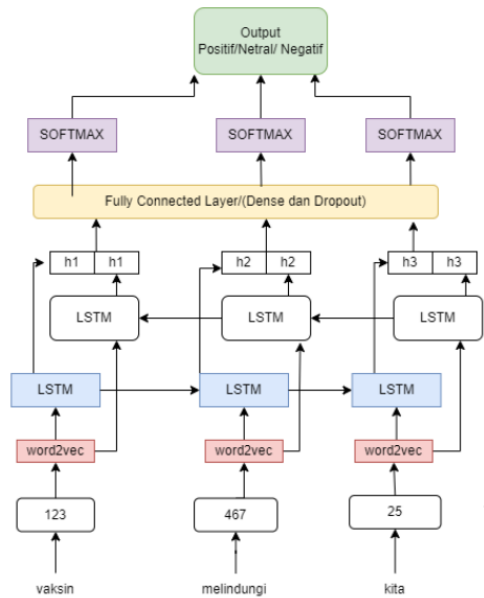 Output
Positif/Netral/ Negatif
SOFTMAX
SOFTMAX
SOFTMAX
Fully Connected Layer/(Dense dan Dropout)
h1 h1
h2 h2
h3 h3
LSTM
LSTM
LSTM
LSTM
LSTM
LSTM
word2vec
word2vec
word2vec
123
467
25
vaksin
melindungi
kita